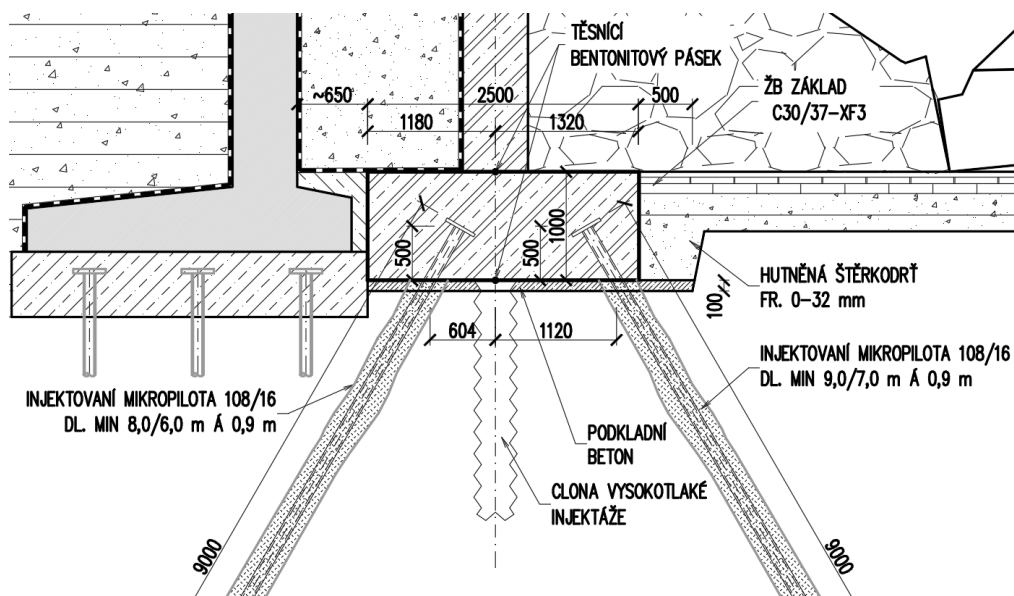 TĚSNICÍ
BENTONITOVÝ PÁSEK
~650
2500
500
1180
1320
ŽB ZÁKLAD
C30/37-XF3
500
500
1000
HUTNĚNÁ ŠTĚRKODRŤ
FR. 0-32 mm
100
604
1120
INJEKTOVANÍ MIKROPILOTA 108/16
DL. MIN 9,0/7,0 m Á 0,9 m
INJEKTOVANÍ MIKROPILOTA 108/16
DL. MIN 8,0/6,0 m Á 0,9 m
PODKLADNÍ
BETON
CLONA VYSOKOTLAKÉ
INJEKTÁŽE
9000
9000